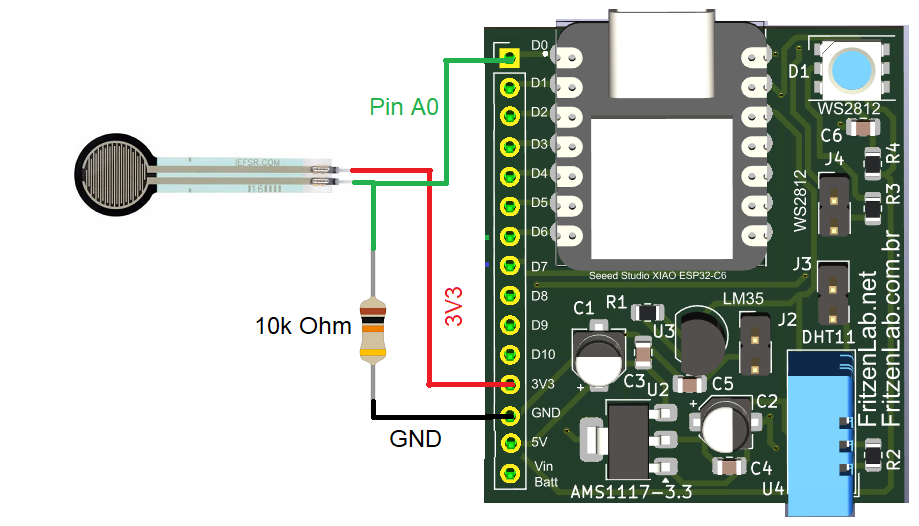 Pin A0
IEFSR.COM
10k Ohm
3V3
GND
D0
D1
D2
D3
D4
D5
D6
D7
D8
D9
D10
3V3
GND
5V
Vin
Batt
Seeed Studio XIAO ESP32-C6
D1
WS2812
C6
J4
R4
WS2812
R3
J3
DHT11
FritzenLab.net
FritzenLab.com.br
LM35
R1
C1
U3
J2
C3
C5
U2
C2
+
+
C4
AMS1117-3.3
U4
R2